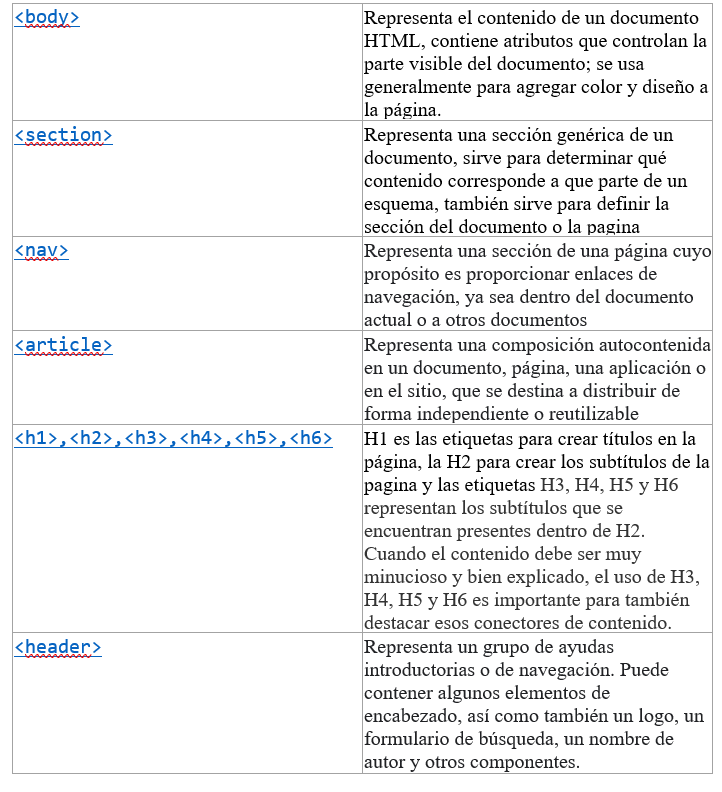 <body>
Representa el contenido de un documento
HTML, contiene atributos que controlan la
parte visible del documento; se usa
generalmente para agregar color y diseño a
la página.
<section>
Representa una sección genérica de un
documento, sirve para determinar qué
contenido corresponde a que parte de un
esquema, también sirve para definir la
sección del documento o la pagina
<nav>
Representa una sección de una página cuyo
propósito es proporcionar enlaces de
navegación, ya sea dentro del documento
actual o a otros documentos
<article>
Representa una composición autocontenida
en un documento, página, una aplicación o
en el sitio, que se destina a distribuir de
forma independiente o reutilizable
<h1>,<h2>,<h3>,<h4>,<h5>,<h6>
H1 es las etiquetas para crear títulos en la
página, la H2 para crear los subtítulos de la
pagina y las etiquetas H3, H4, H5 y H6
representan los subtítulos que se
encuentran presentes dentro de H2.
Cuando el contenido debe ser muy
minucioso y bien explicado, el uso de H3,
H4, H5 y H6 es importante para también
destacar esos conectores de contenido.
<header>
Representa un grupo de ayudas
introductorias o de navegación. Puede
contener algunos elementos de
encabezado, así como también un logo, un
formulario de búsqueda, un nombre de
autor y otros componentes.